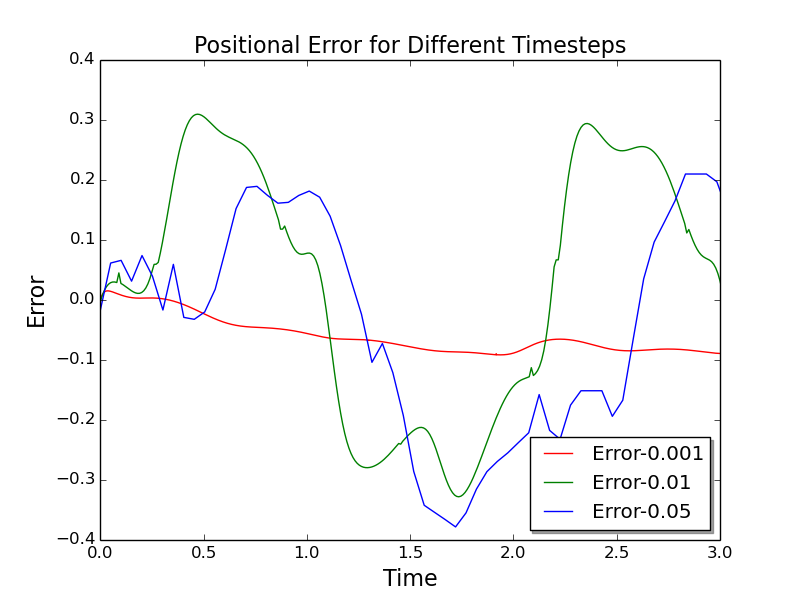 Positional Error for Different Timesteps
0.4
0.3
0.2
0.1
0.0
−0.1
−0.2
−0.3
−0.4
Error
Error-0.001
Error-0.01
Error-0.05
0.0 0.5 1.0 1.5 2.0 2.5 3.0
Time